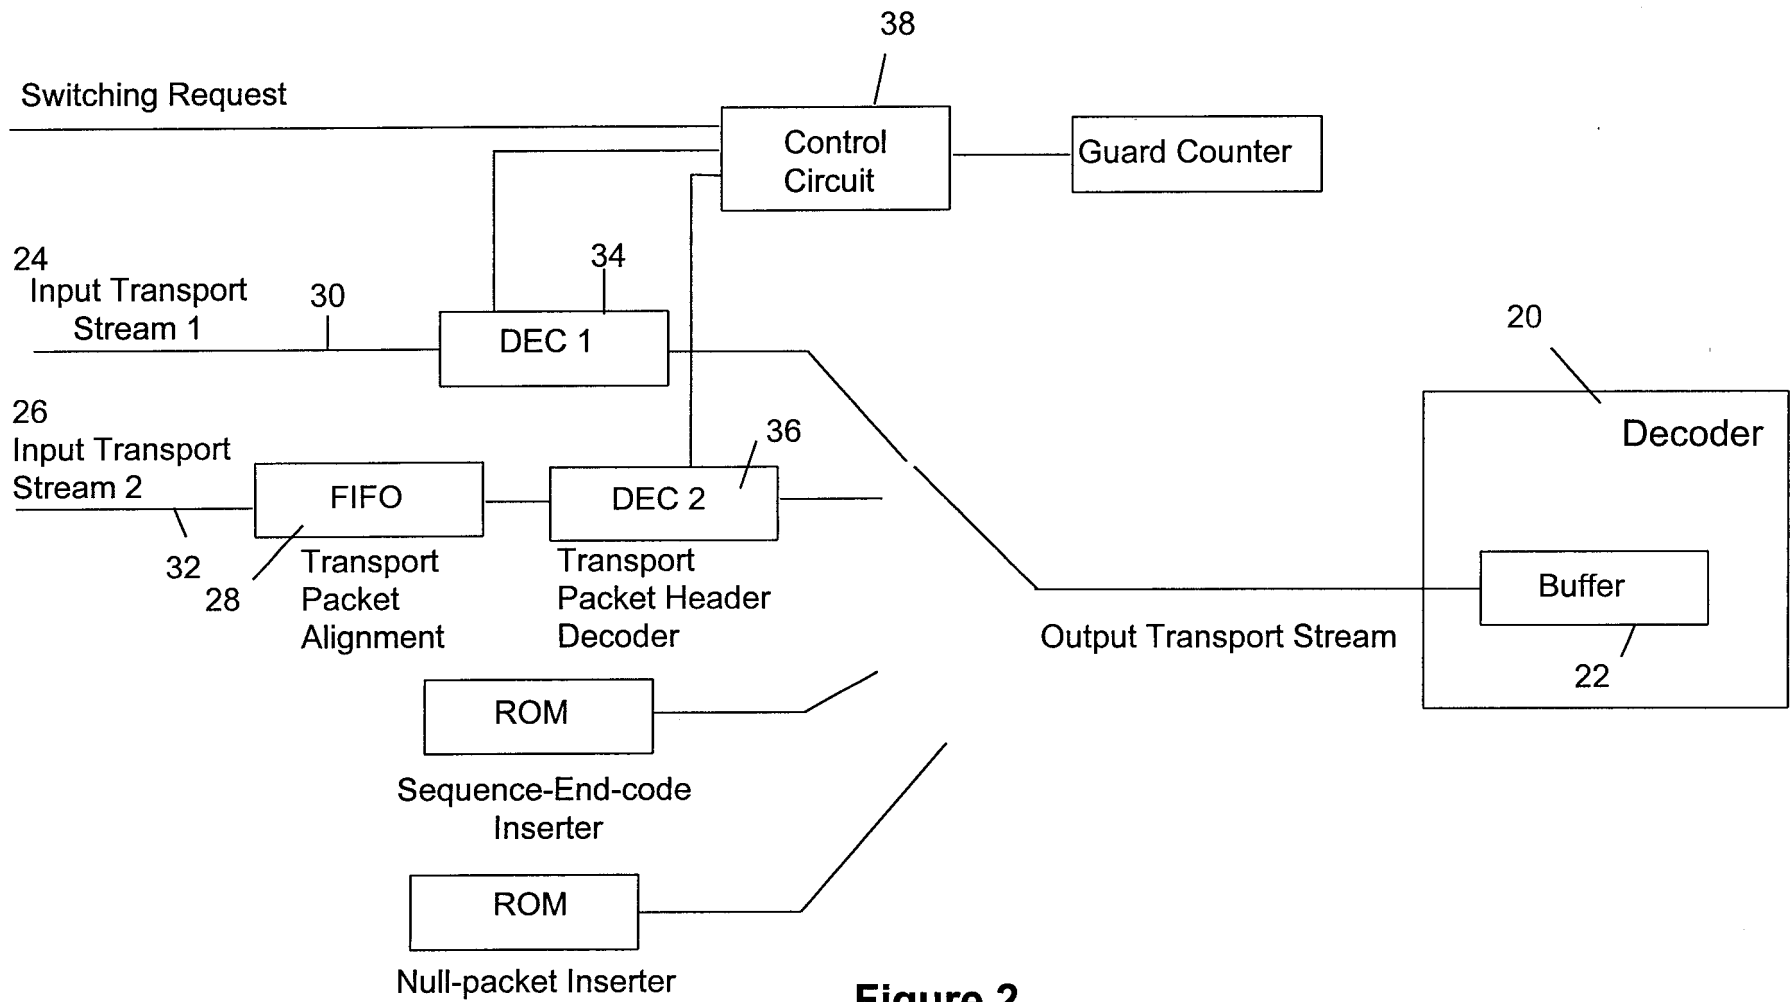 38
Switching Request
Control
Circuit
Guard Counter
24
Input Transport
Stream 1
30
34
DEC 1
20
Decoder
26
Input Transport
Stream 2
32
FIFO
28
Transport
Packet
Alignment
36
DEC 2
Transport
Packet Header
Decoder
Buffer
22
Output Transport Stream
ROM
Sequence-End-code
Inserter
ROM
Null-packet Inserter
Figure 2